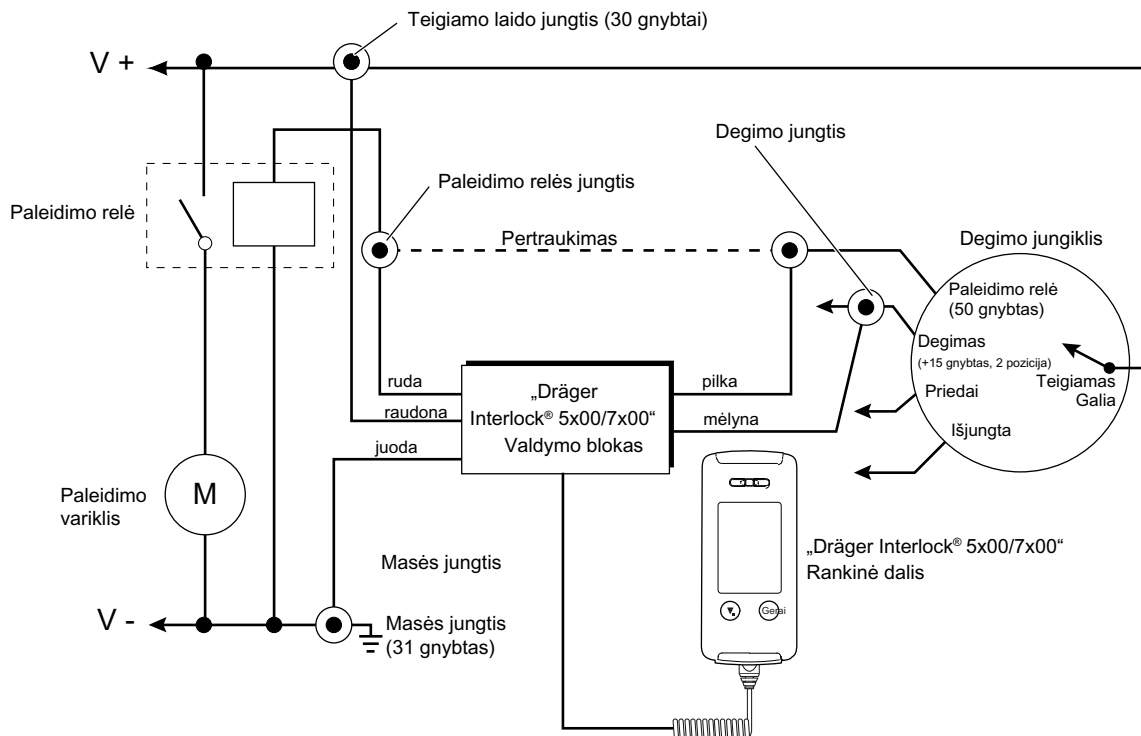 Teigiamo laido jungtis (30 gnybtai)
V +
Degimo jungtis
Paleidimo relės jungtis
Paleidimo relė
Pertraukimas
Degimo jungiklis
Paleidimo relė
(50 gnybtas)
Degimas
(+15 gnybtas, 2 pozicija)
Teigiamas
Galia
Priedai
Išjungta
ruda
raudona
juoda
„Dräger
Interlock® 5x00/7x00“
Valdymo blokas
pilka
mėlyna
Paleidimo
variklis
M
Masės jungtis
„Dräger Interlock® 5x00/7x00“
Rankinė dalis
Gerai
V -
Masės jungtis
(31 gnybtas)